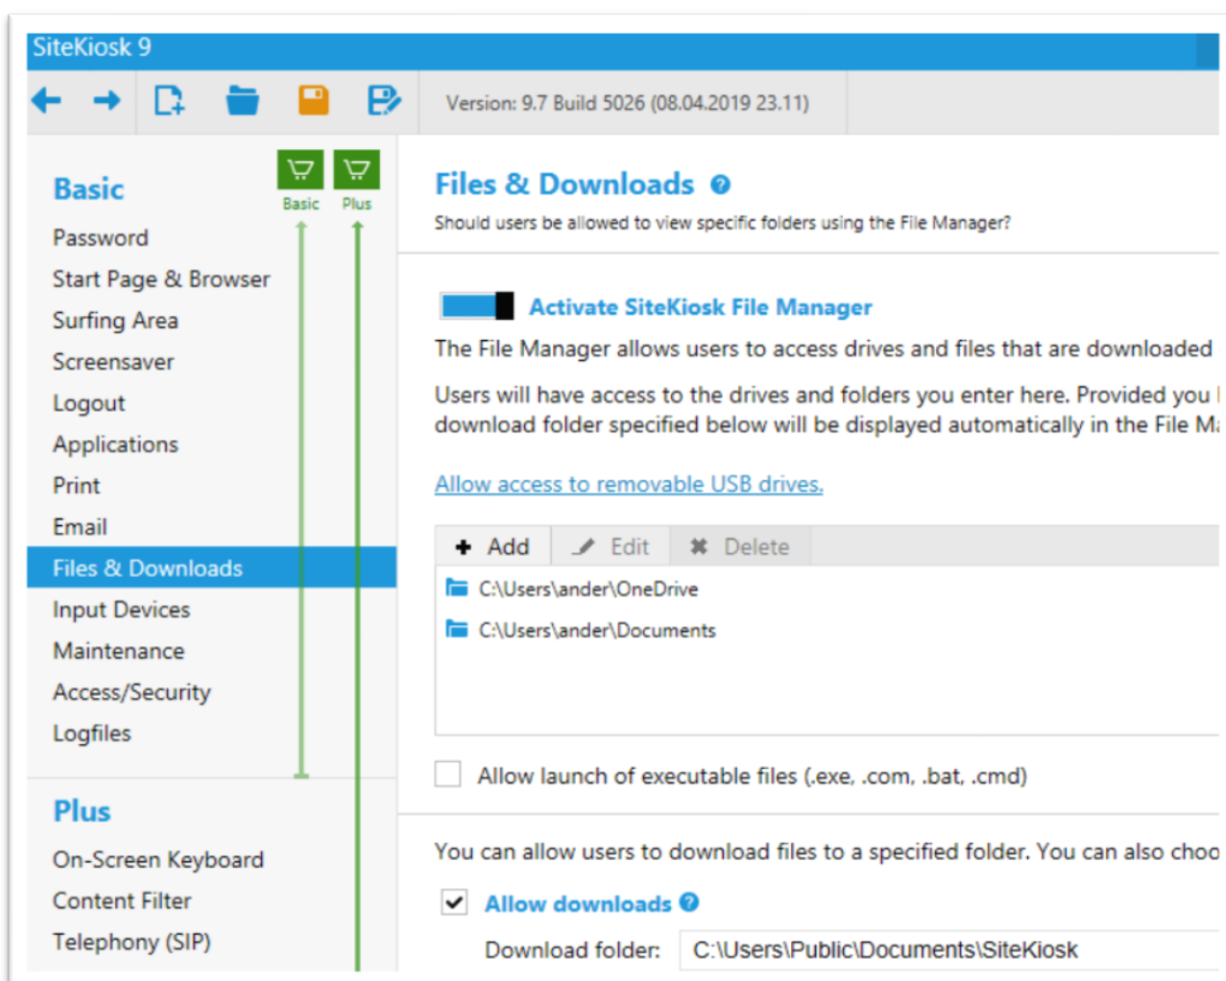 SiteKiosk 9
Version: 9.7 Build 5026 (08.04.2019 23.11)
Basic
Basic
Plus
Password
Start Page & Browser
Surfing Area
Screensaver
Logout
Applications
Print
Email
Files & Downloads
Input Devices
Maintenance
Access/Security
Logfiles
Plus
On-Screen Keyboard
Content Filter
Telephony (SIP)
Files & Downloads ?
Should users be allowed to view specific folders using the File Manager?
Activate SiteKiosk File Manager
The File Manager allows users to access drives and files that are downloaded
Users will have access to the drives and folders you enter here. Provided you
download folder specified below will be displayed automatically in the File
Allow access to removable USB drives.
Add Edit Delete
C:\Users\ander\OneDrive
C:\Users\ander\Documents
Allow launch of executable files (.exe, .com, .bat, .cmd)
You can allow users to download files to a specified folder. You can also choo
Allow downloads ?
Download folder: C:\Users\Public\Documents\SiteKiosk